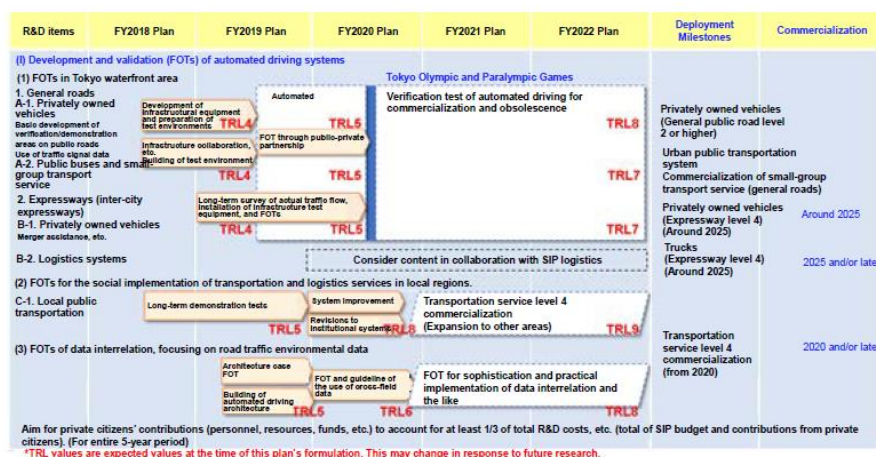 R&D items
FY2018 Plan
FY2019 Plan
FY2020 Plan
FY2021 Plan
FY2022 Plan
Deployment
Milestones
Commercialization
(I) Development and validation (FOTs) of automated driving systems
(1) FOTs in Tokyo waterfront area
Tokyo Olympic and Paralympic Games
1. General roads
A-1. Privately owned
vehicles
Basic development of
verification/demonstration
areas on public roads
Use of traffic signal data
A-2. Public buses and small-
group transport
service
Development of
infrastructural equipment
and preparation of
test environments
TRL4
Infrastructure collaboration,
etc.
Building of test environment
TRL4
Automated
TRL5
FOT through public-private
partnership
TRL5
Verification test of automated driving for
commercialization and obsolescence
TRL8
TRL7
Privately owned vehicles
(General public road level
2 or higher)
Urban public transportation
system
Commercialization of small-group
transport service (general roads)
2. Expressways (inter-city
expressways)
B-1. Privately owned vehicles
Merger assistance, etc.
Long-term survey of actual traffic flow,
installation of infrastructure test
equipment, and FOTs
TRL4
TRL5
TRL7
Privately owned vehicles
(Expressway level 4)
(Around 2025)
Around 2025
B-2. Logistics systems
Consider content in collaboration with SIP logistics
Trucks
(Expressway level 4)
(Around 2025)
2025 and/or late
(2) FOTs for the social implementation of transportation and logistics services in local regions.
C-1. Local public
transportation
Long-term demonstration tests
TRL5
System improvement
Revisions to
institutional systems
TRL8
Transportation service level 4
commercialization
(Expansion to other areas)
TRL9
Transportation
service level 4
commercialization
(from 2020)
2020 and/or late
(3) FOTs of data interrelation, focusing on road traffic environmental data
Architecture case
FOT
Building of
automated driving
architecture
TRL5
FOT and guideline of
the use of cross-field
data
TRL6
FOT for sophistication and practical
implementation of data interrelation and
the like
TRL8
Aim for private citizens' contributions (personnel, resources, funds, etc.) to account for at least 1/3 of total R&D costs, etc. (total of SIP budget and contributions from private
citizens). (For entire 5-year period)
*TRL values are expected values at the time of this plan's formulation. This may change in response to future research.